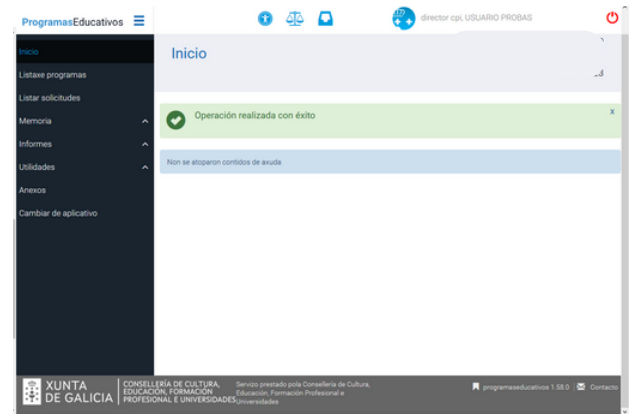 ProgramasEducativos
director cpi, USUARIO PROBAS
Inicio
Listaxe programas
Listar solicitudes
Memoria
Informes
Utilidades
Anexos
Cambiar de aplicativo
Inicio
Operación realizada con éxito
x
Non se atoparon contidos de axuda
XUNTA
DE GALICIA
CONSELLERÍA DE CULTURA,
EDUCACIÓN, FORMACIÓN
PROFESIONAL E UNIVERSIDADES
Servizo prestado pola Consellería de Cultura,
Educación, Formación Profesional e
Universidades
programaseducativos 1.58.0
Contacto